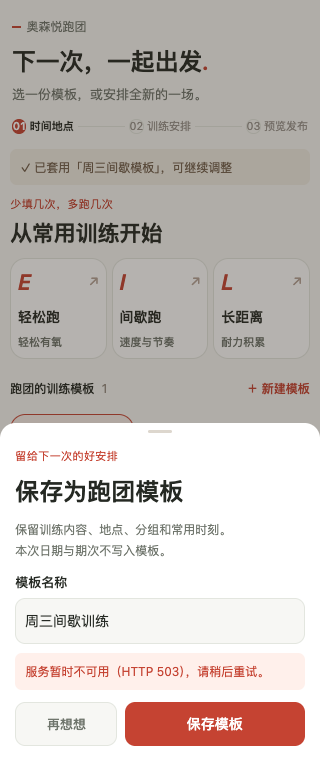 奥森悦跑团
下一次，一起出发.
选一份模板，或安排全新的一场。
01 时间地点 02 训练安排 03 预览发布
✓ 已套用「周三间歇模板」，可继续调整
少填几次，多跑几次
从常用训练开始
E ↗ I ↗ L ↗
轻松跑 间歇跑 长距离
轻松有氧 速度与节奏 耐力积累
跑团的训练模板 1 + 新建模板
留给下一次的好安排
保存为跑团模板
保留训练内容、地点、分组和常用时刻。
本次日期与期次不写入模板。
模板名称
周三间歇训练
服务暂时不可用（HTTP 503），请稍后重试。
再想想 保存模板